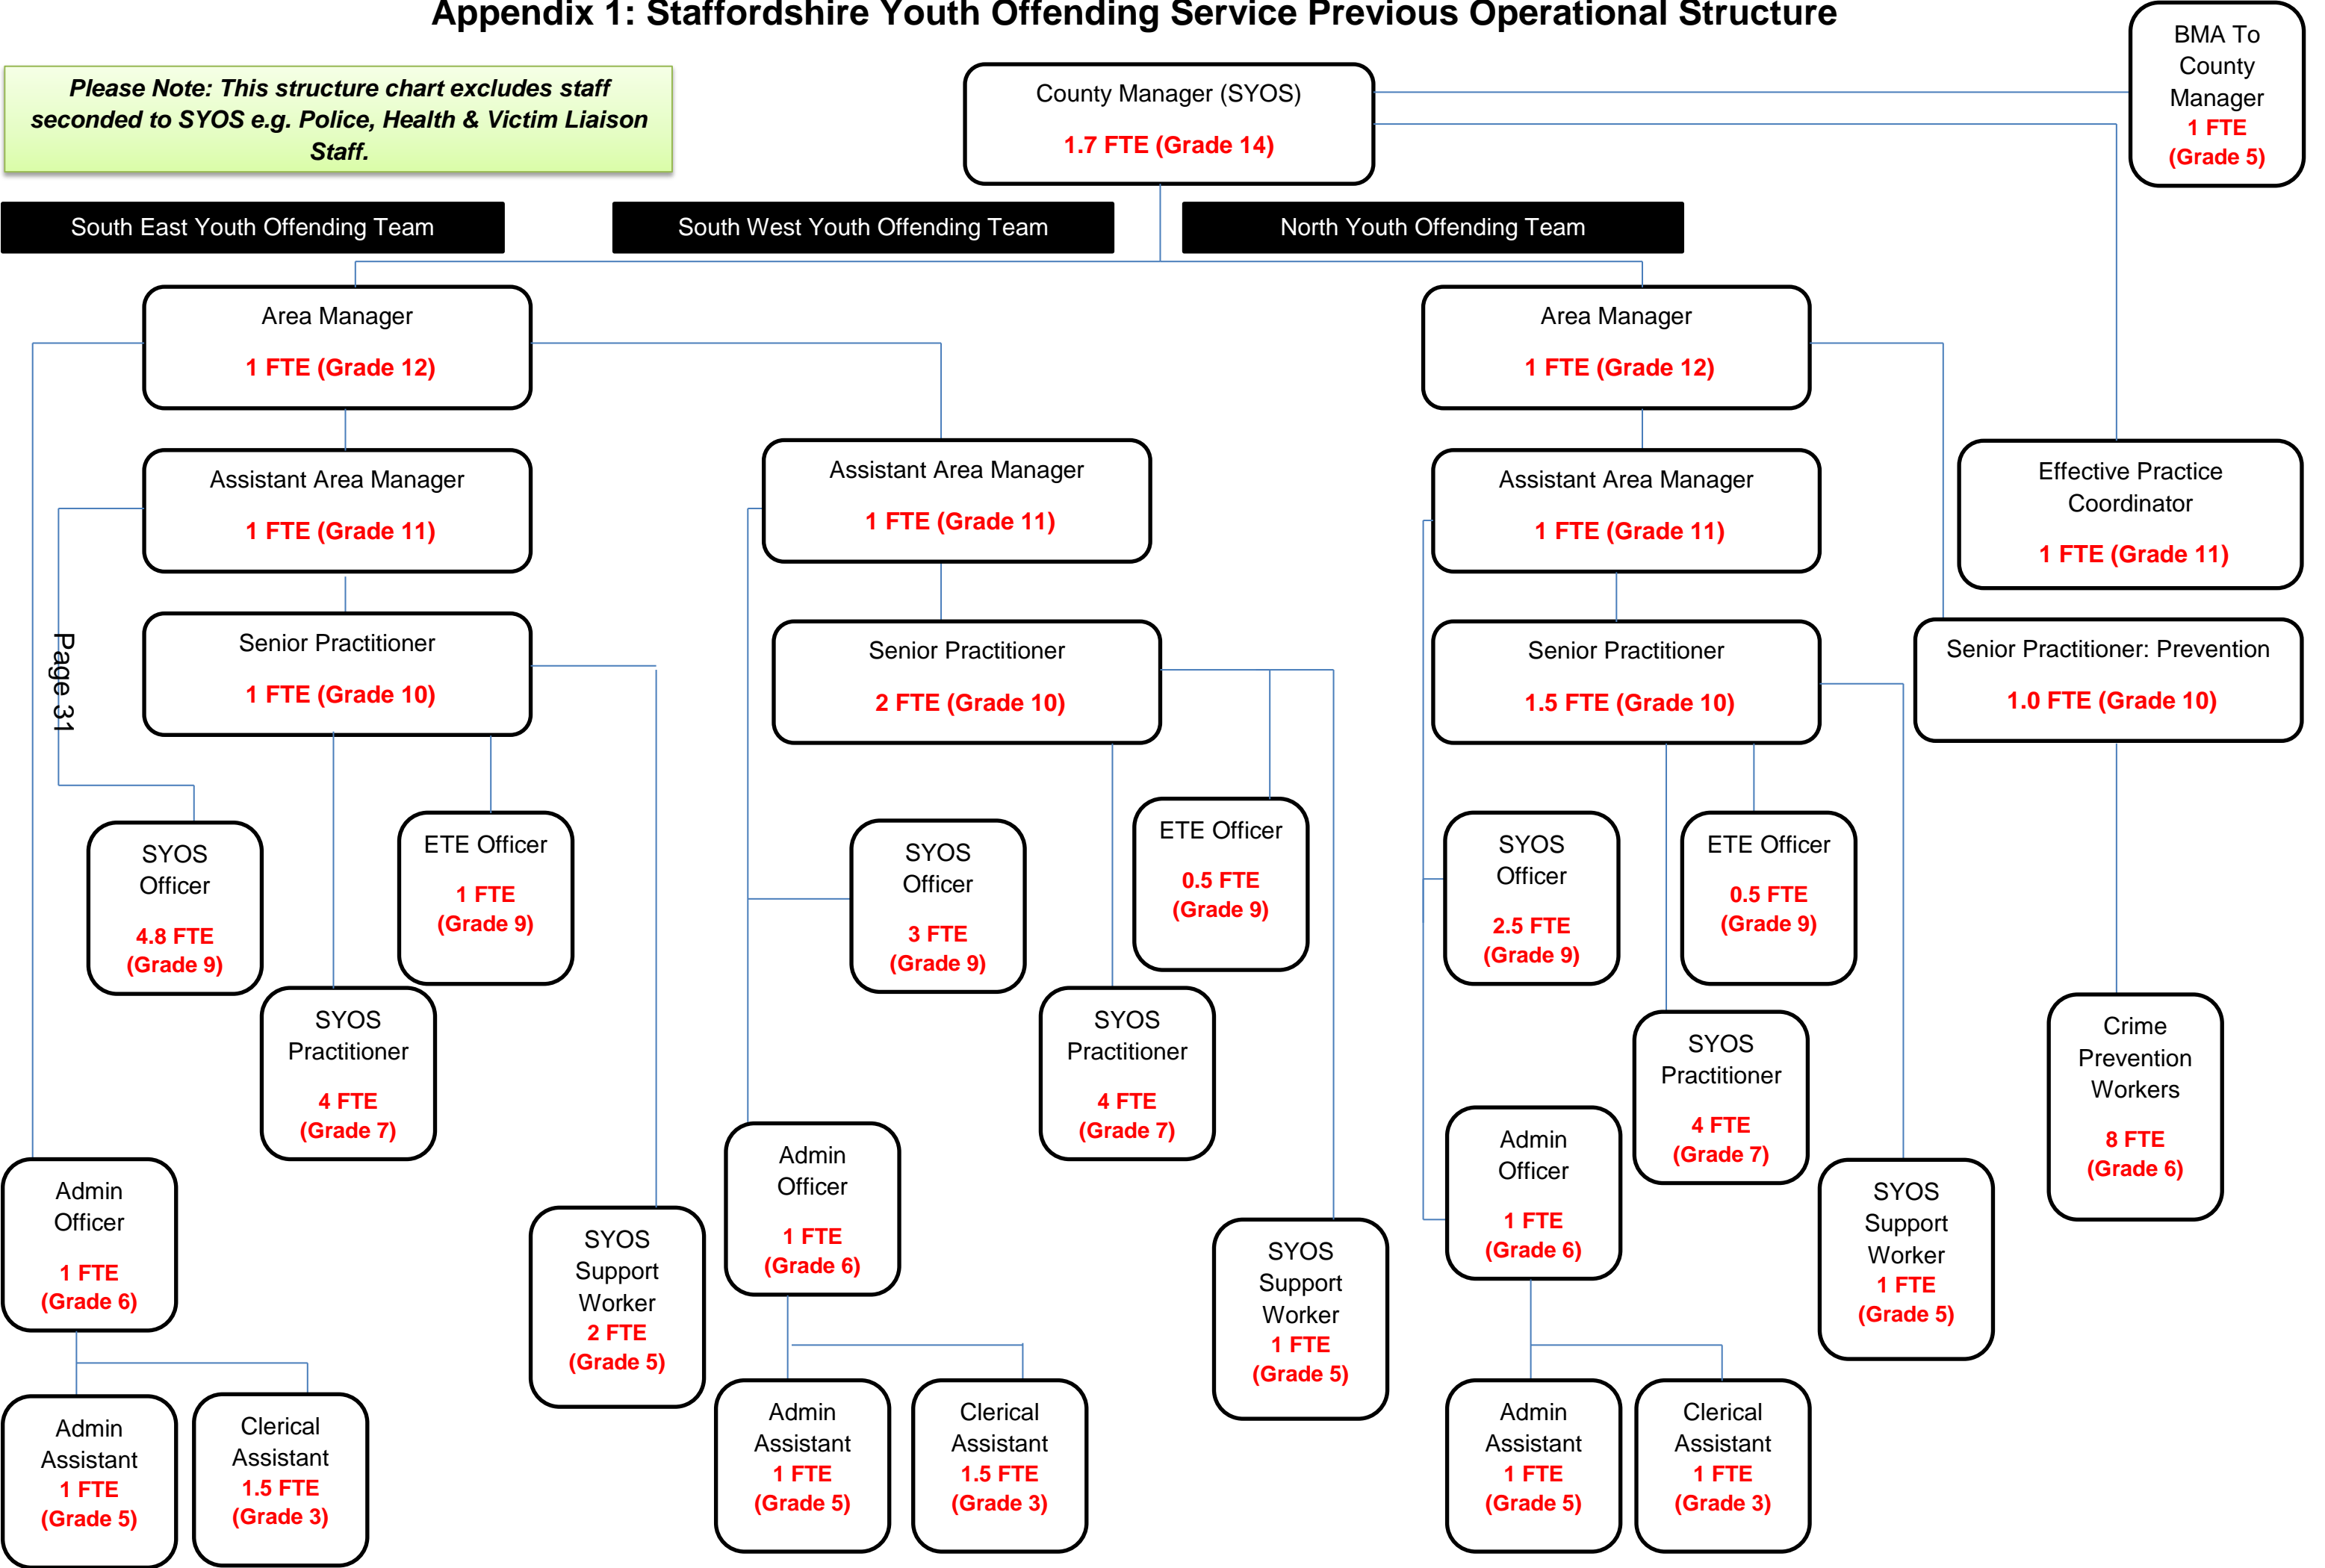 Appendix 1: Staffordshire Youth Offending Service Previous Operational Structure
Please Note: This structure chart excludes staff
seconded to SYOS e.g. Police, Health & Victim Liaison
Staff.
County Manager (SYOS)
1.7 FTE (Grade 14)
BMA To
County
Manager
1 FTE
(Grade 5)
South East Youth Offending Team
South West Youth Offending Team
North Youth Offending Team
Area Manager
1 FTE (Grade 12)
Area Manager
1 FTE (Grade 12)
Assistant Area Manager
1 FTE (Grade 11)
Assistant Area Manager
1 FTE (Grade 11)
Assistant Area Manager
1 FTE (Grade 11)
Effective Practice
Coordinator
1 FTE (Grade 11)
Page 31
Senior Practitioner
1 FTE (Grade 10)
Senior Practitioner
2 FTE (Grade 10)
Senior Practitioner
1.5 FTE (Grade 10)
Senior Practitioner: Prevention
1.0 FTE (Grade 10)
SYOS
Officer
4.8 FTE
(Grade 9)
ETE Officer
1 FTE
(Grade 9)
SYOS
Officer
3 FTE
(Grade 9)
ETE Officer
0.5 FTE
(Grade 9)
SYOS
Officer
2.5 FTE
(Grade 9)
ETE Officer
0.5 FTE
(Grade 9)
SYOS
Practitioner
4 FTE
(Grade 7)
SYOS
Practitioner
4 FTE
(Grade 7)
SYOS
Practitioner
4 FTE
(Grade 7)
Crime
Prevention
Workers
8 FTE
(Grade 6)
Admin
Officer
1 FTE
(Grade 6)
SYOS
Support
Worker
2 FTE
(Grade 5)
Admin
Officer
1 FTE
(Grade 6)
SYOS
Support
Worker
1 FTE
(Grade 5)
Admin
Officer
1 FTE
(Grade 6)
SYOS
Support
Worker
1 FTE
(Grade 5)
Admin
Assistant
1 FTE
(Grade 5)
Clerical
Assistant
1.5 FTE
(Grade 3)
Admin
Assistant
1 FTE
(Grade 5)
Clerical
Assistant
1.5 FTE
(Grade 3)
Admin
Assistant
1 FTE
(Grade 5)
Clerical
Assistant
1 FTE
(Grade 3)